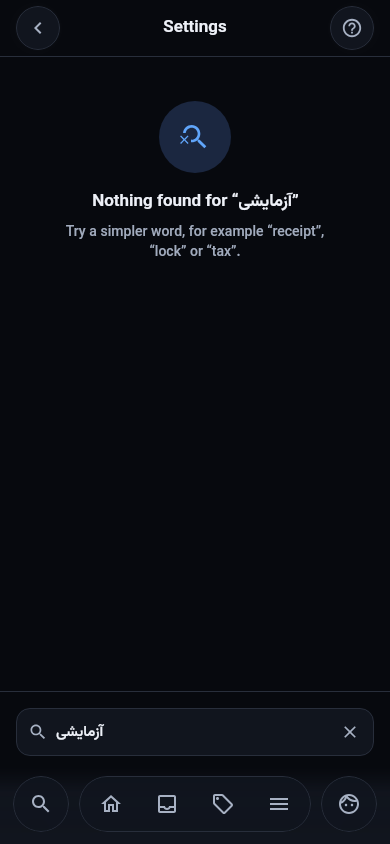 Settings
Nothing found for “آزمایشی”
Try a simpler word, for example “receipt”,
“lock” or “tax”.
آزمایشی